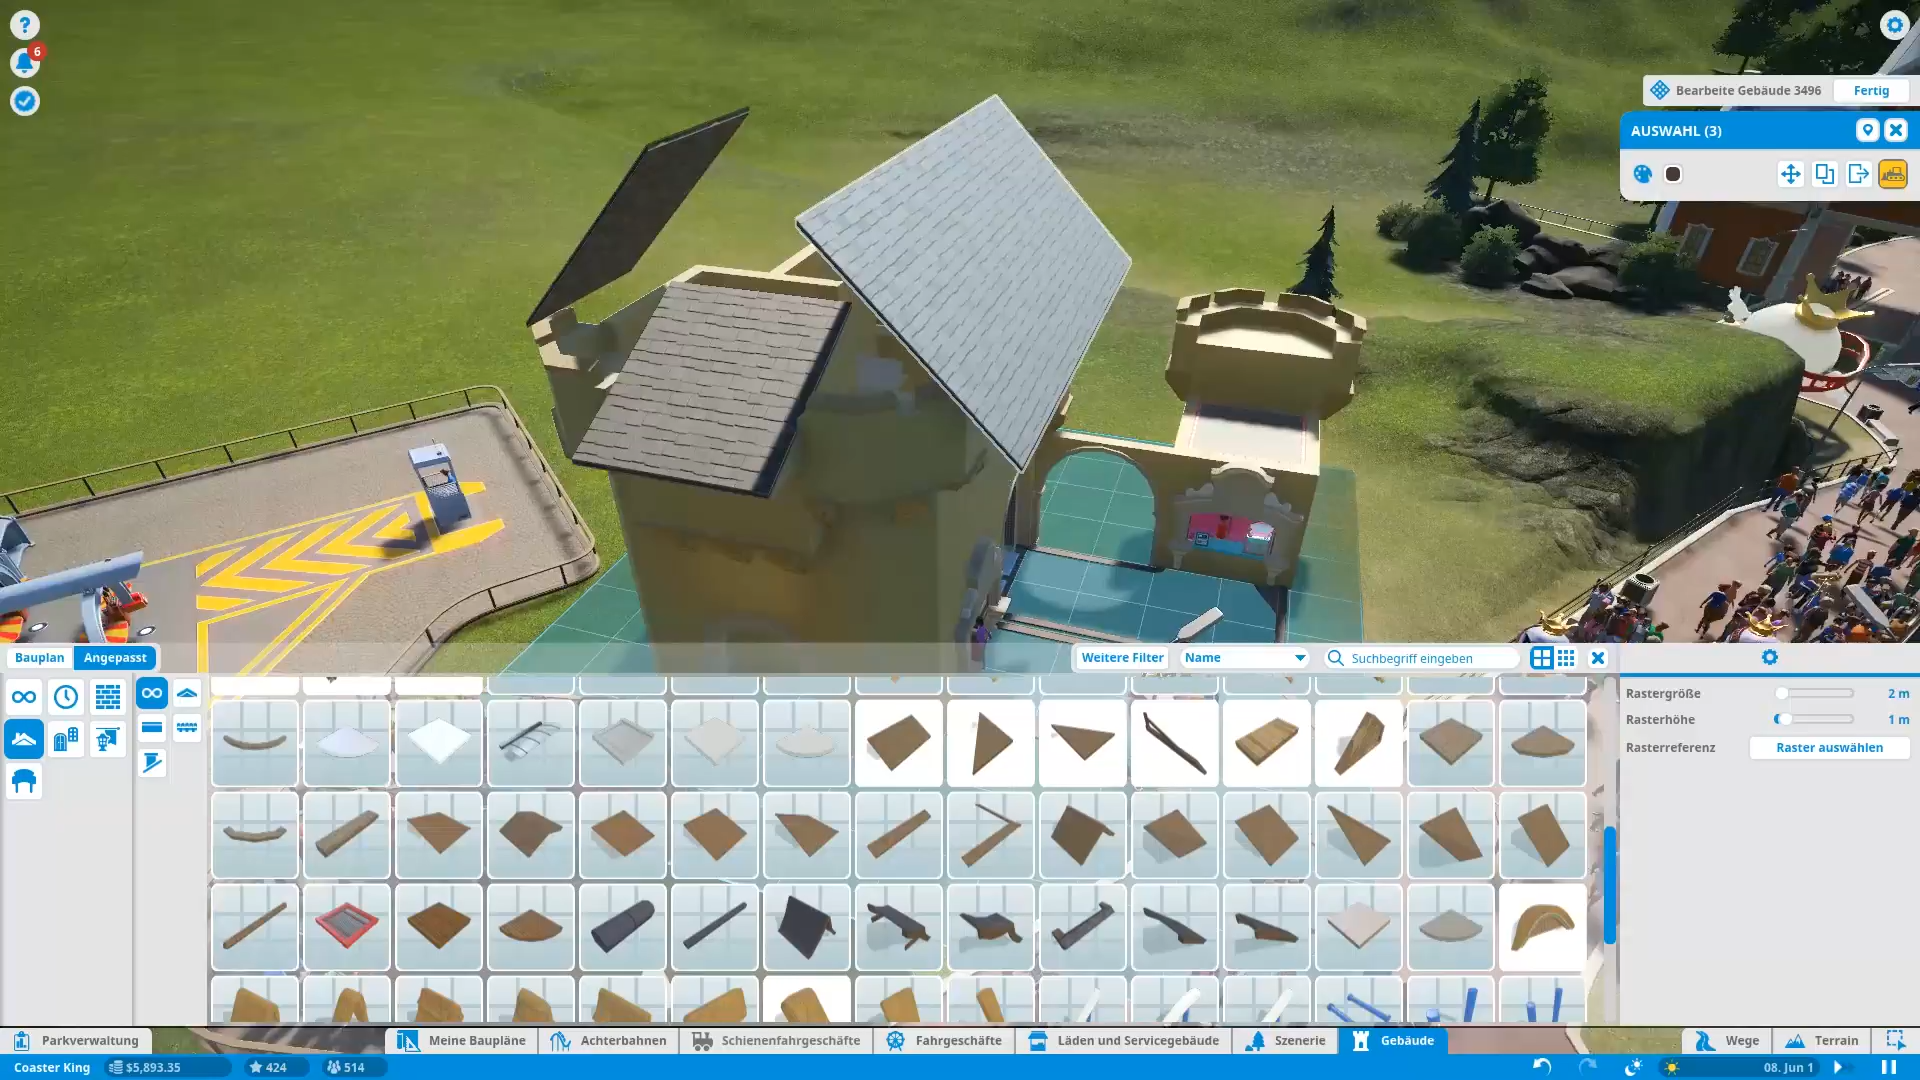 ?
6
Bearbeite Gebäude 3496
Fertig
AUSWAHL (3)
Bauplan
Angepasst
Weitere Filter
Name
Suchbegriff eingeben
Rastergröße
2 m
Rasterhöhe
1 m
Rasterreferenz
Raster auswählen
Parkverwaltung
Meine Baupläne
Achterbahnen
Schienenfahrgeschäfte
Fahrgeschäfte
Läden und Servicegebäude
Szenerie
Gebäude
Wege
Terrain
Coaster King
$5,893.35
424
514
08. Jun 1